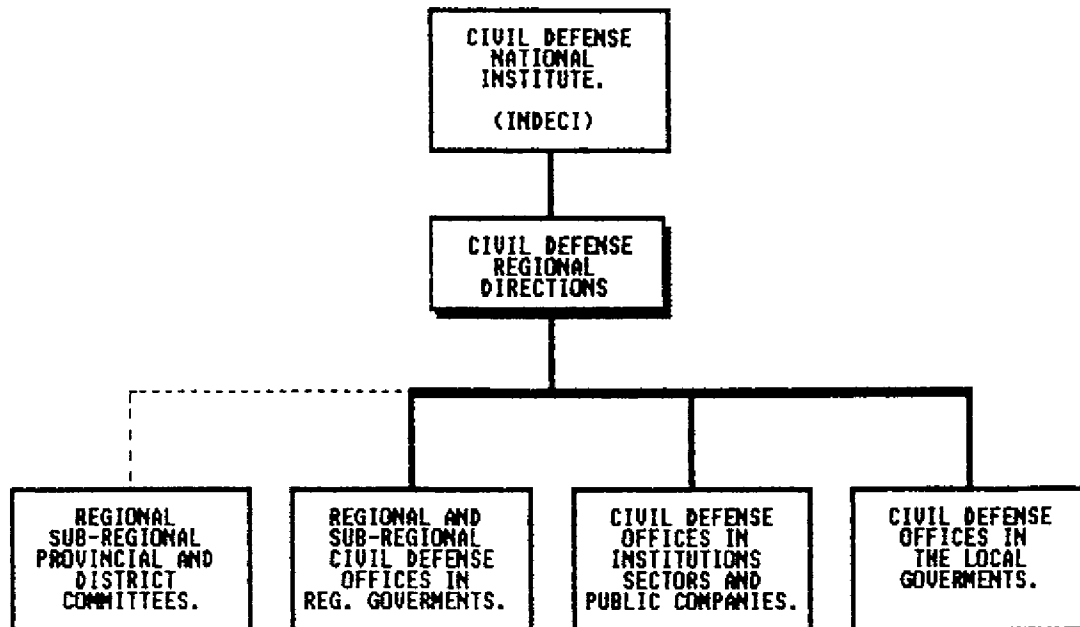 CIVIL DEFENSE
NATIONAL
INSTITUTE.
(INDECI)
CIVIL DEFENSE
REGIONAL
DIRECTIONS
REGIONAL
SUB-REGIONAL
PROVINCIAL AND
DISTRICT
COMMITTEES.
REGIONAL AND
SUB-REGIONAL
CIVIL DEFENSE
OFFICES IN
REG. GOVERMENTS.
CIVIL DEFENSE
OFFICES IN
INSTITUTIONS
SECTORS AND
PUBLIC COMPANIES.
CIVIL DEFENSE
OFFICES IN
THE LOCAL
GOVERMENTS.